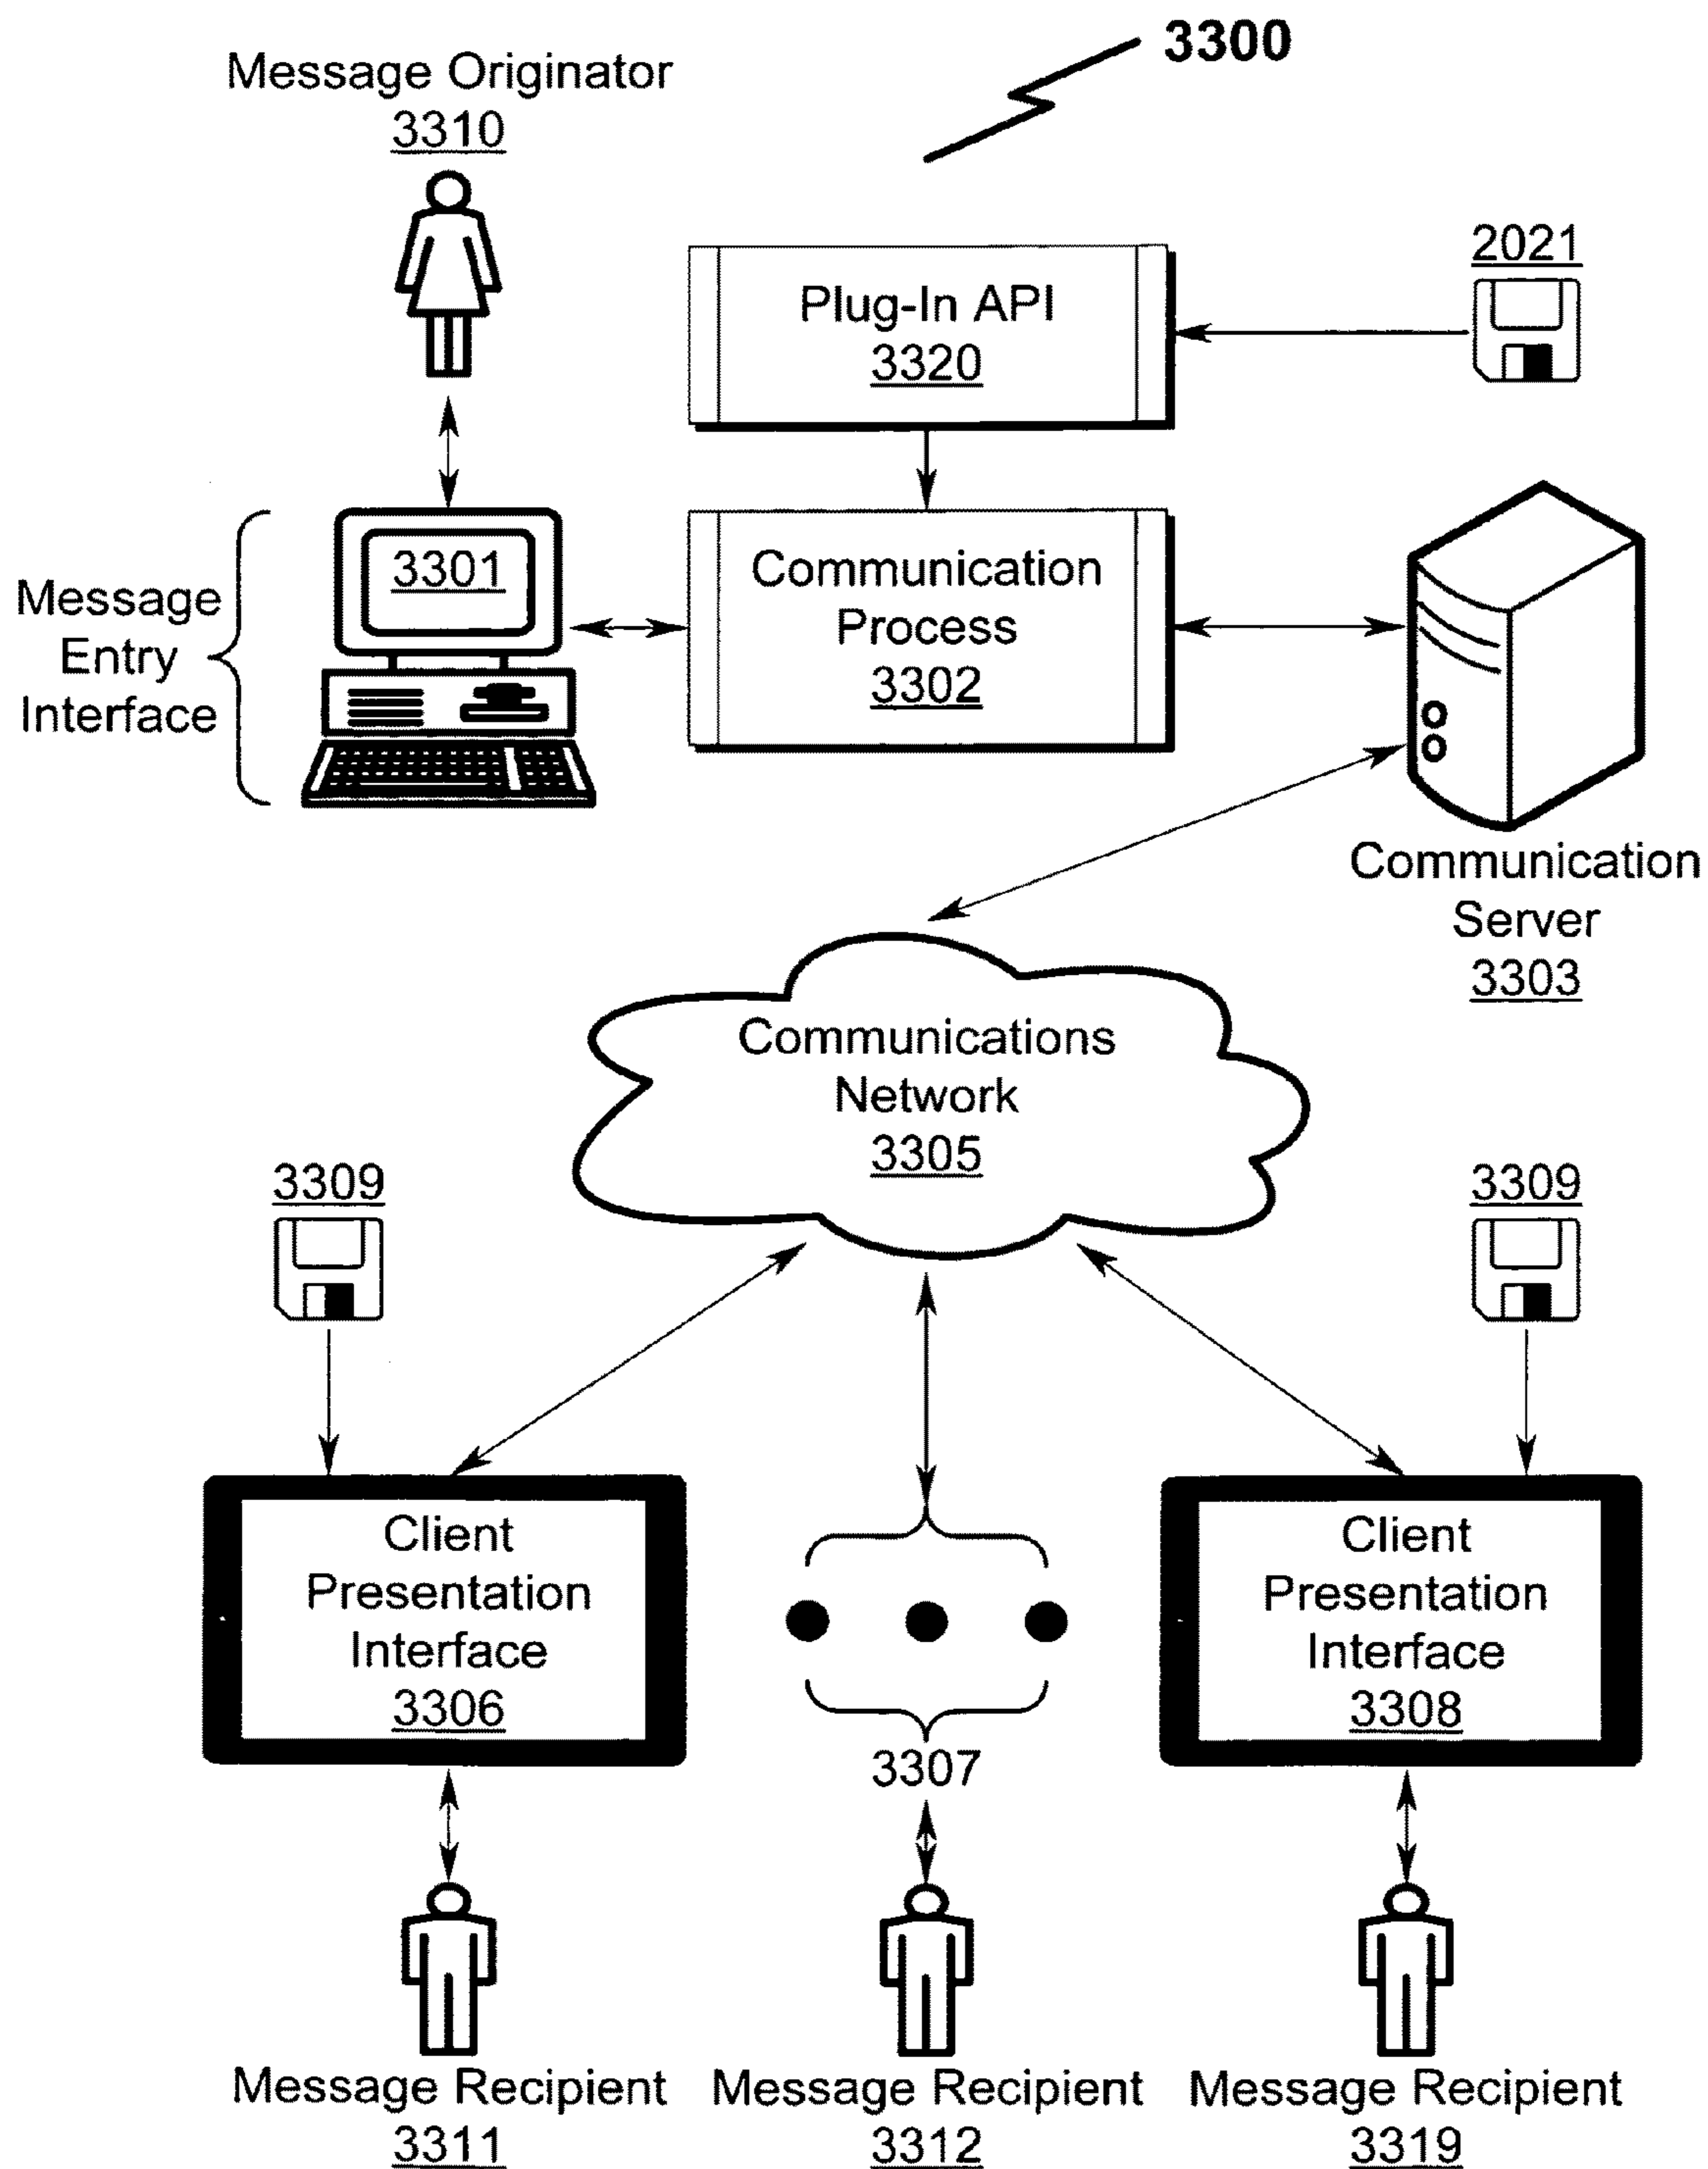 3300
Message Originator
3310
2021
Plug-In API
3320
3301
Message
Entry
Interface
Communication
Process
3302
Communication
Server
3303
Communications
Network
3305
3309
3309
Client
Presentation
Interface
3306
3307
Client
Presentation
Interface
3308
Message Recipient
3311
Message Recipient
3312
Message Recipient
3319